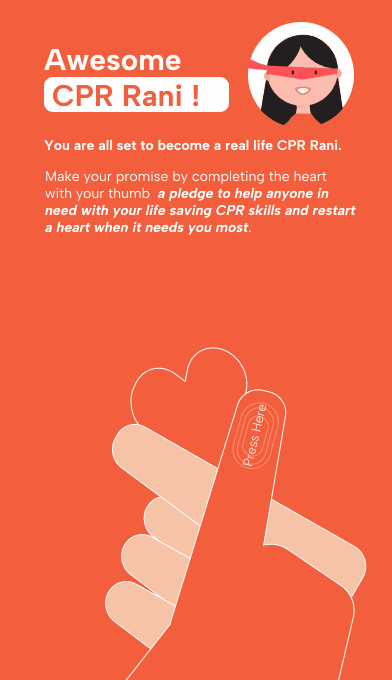 Awesome
CPR Rani !
You are all set to become a real life CPR Rani.
Make your promise by completing the heart
with your thumb a pledge to help anyone in
need with your life saving CPR skills and restart
a heart when it needs you most.
Press Here